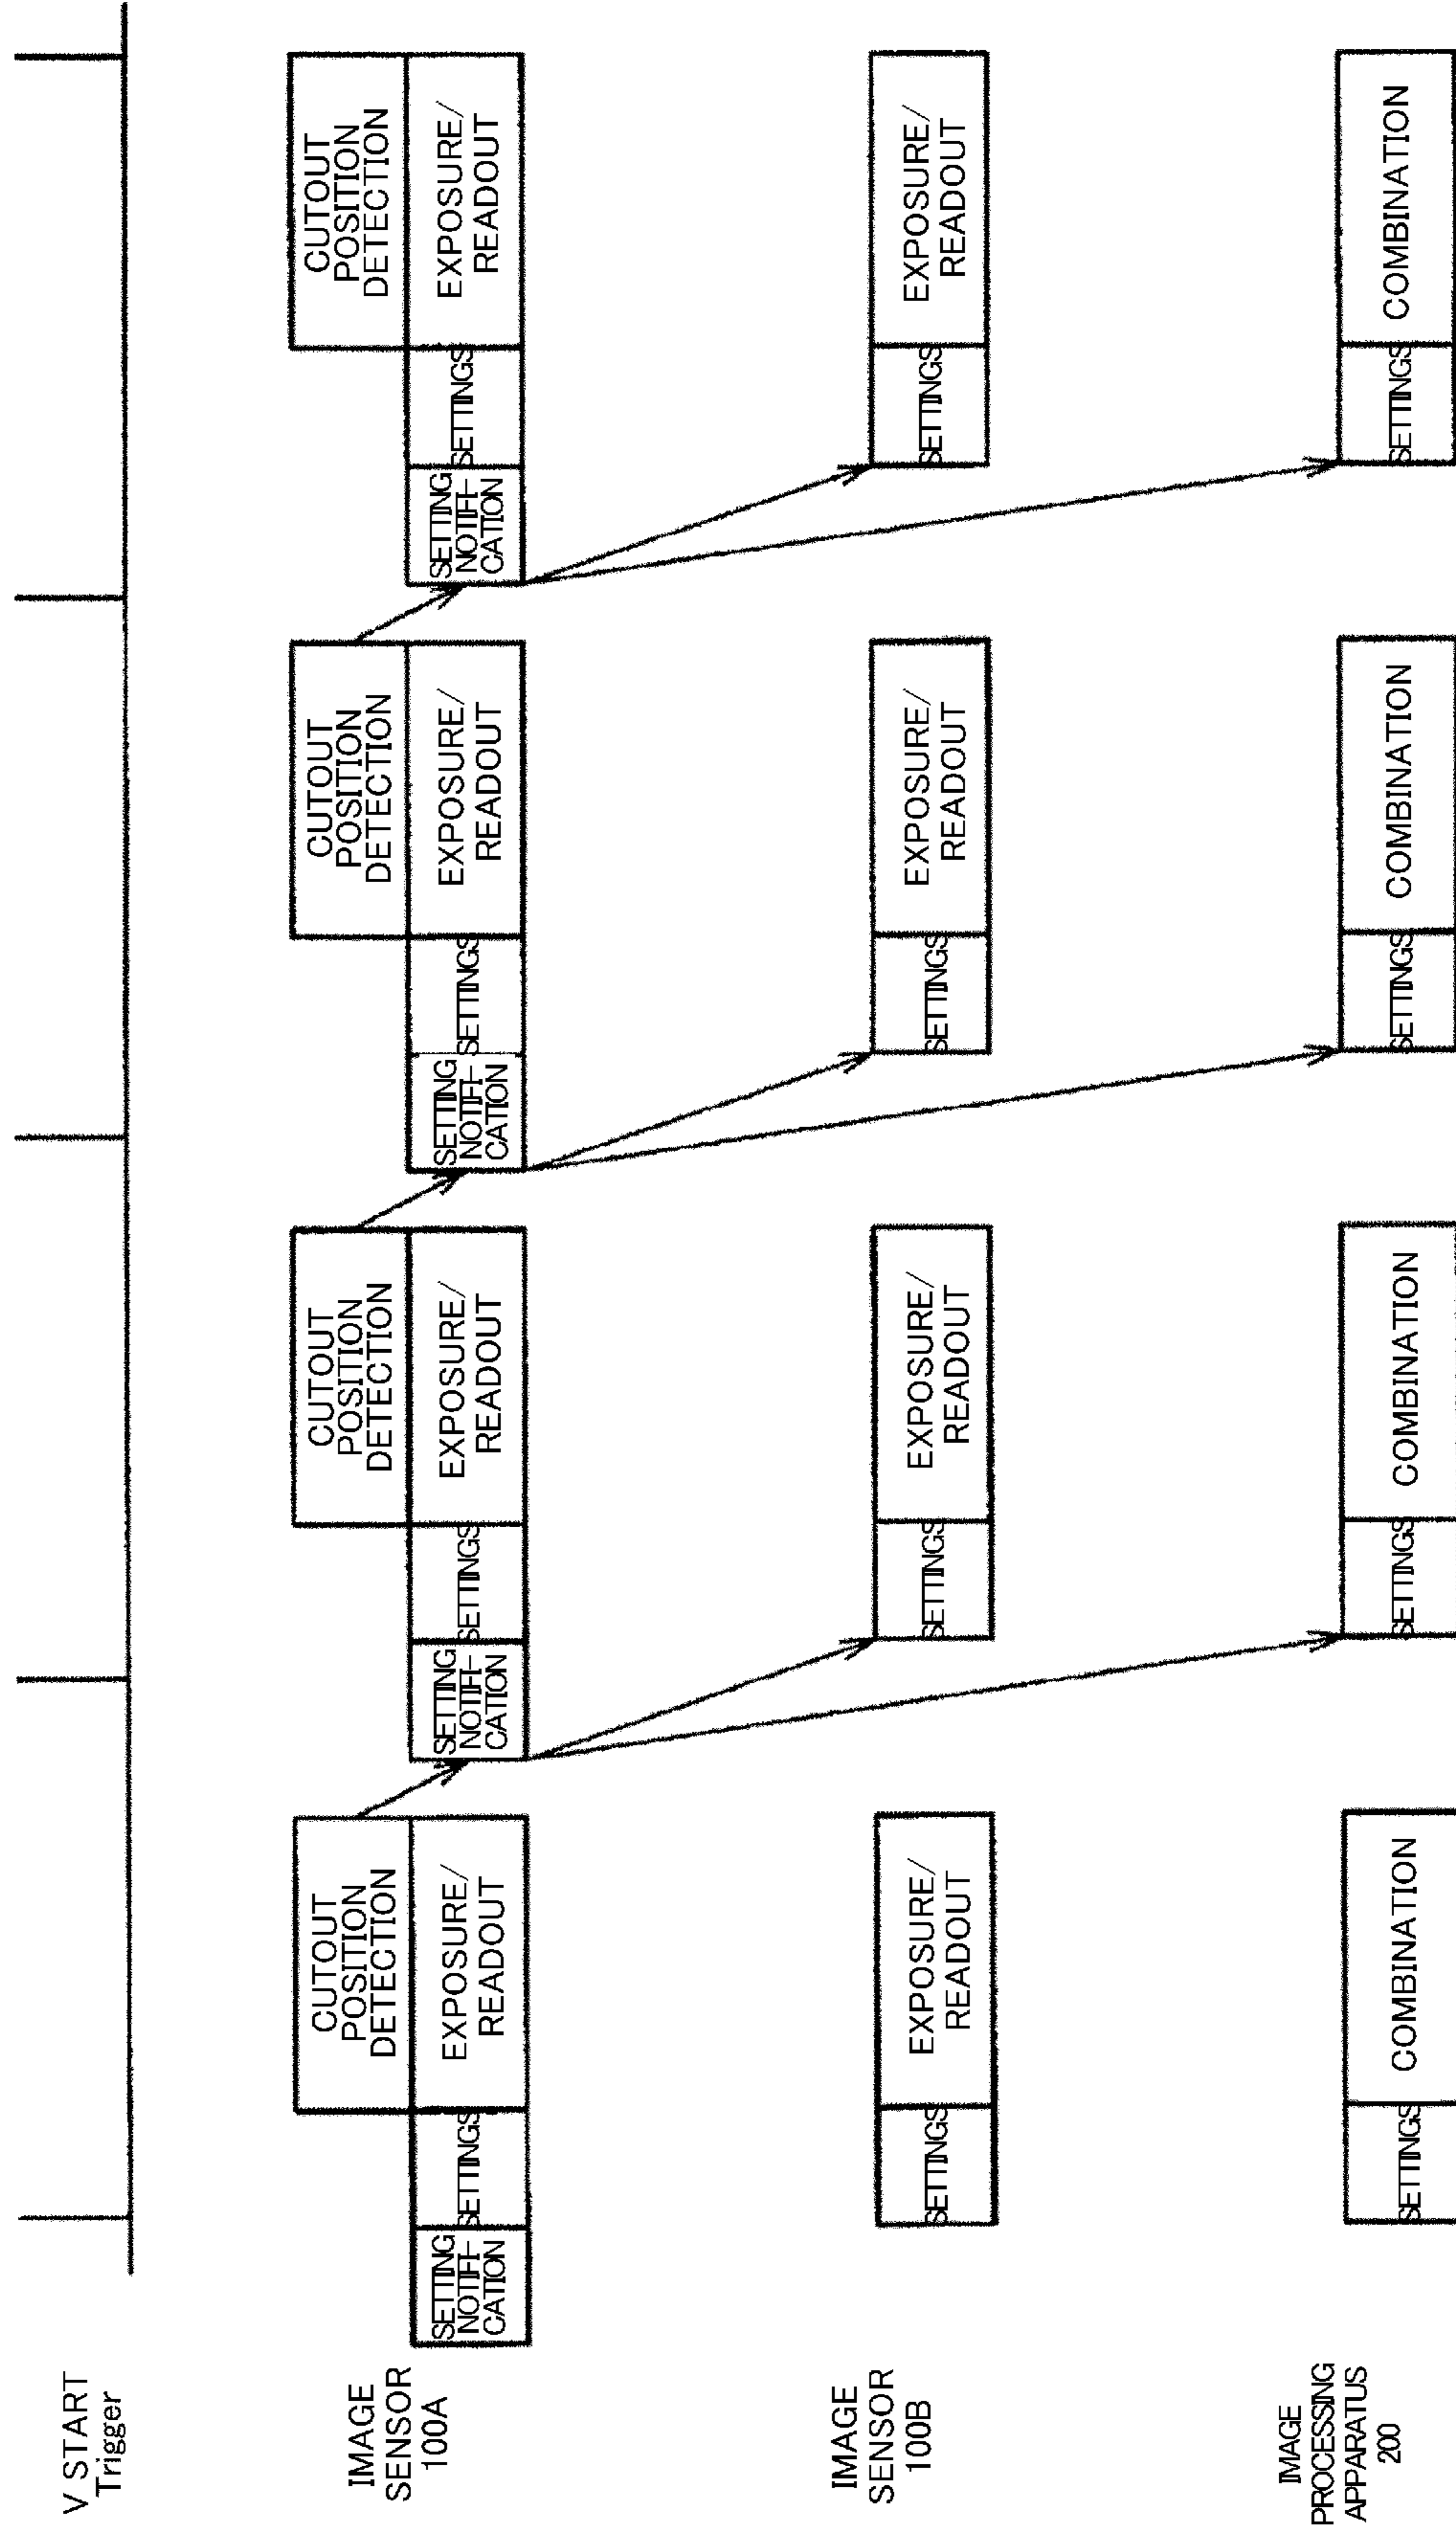 V START
Trigger
IMAGE
SENSOR
100A
SETTING
NOTIFI-
CATION
SETTINGS
CUTOUT
POSITION
DETECTION
EXPOSURE/
READOUT
SETTING
NOTIFI-
CATION
SETTINGS
CUTOUT
POSITION
DETECTION
EXPOSURE/
READOUT
SETTING
NOTIFI-
CATION
SETTINGS
CUTOUT
POSITION
DETECTION
EXPOSURE/
READOUT
SETTING
NOTIFI-
CATION
SETTINGS
CUTOUT
POSITION
DETECTION
EXPOSURE/
READOUT
IMAGE
SENSOR
100B
SETTINGS
EXPOSURE/
READOUT
SETTINGS
EXPOSURE/
READOUT
SETTINGS
EXPOSURE/
READOUT
SETTINGS
EXPOSURE/
READOUT
IMAGE
PROCESSING
APPARATUS
200
SETTINGS
COMBINATION
SETTINGS
COMBINATION
SETTINGS
COMBINATION
SETTINGS
COMBINATION